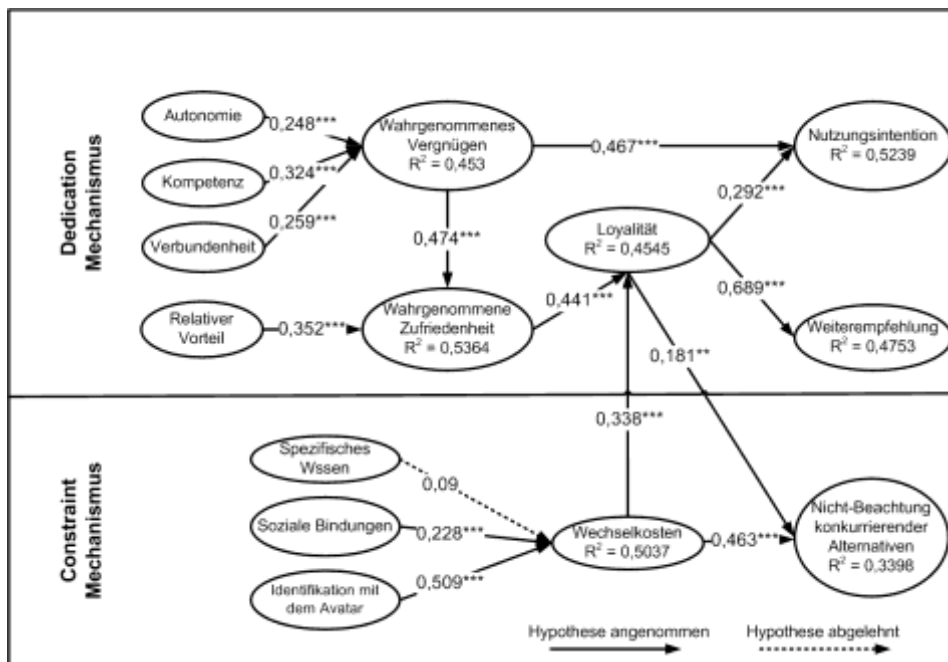 Dedication
Mechanismus
Autonomie
0,248***
Kompetenz
0,324***
Verbundenheit
0,259***
Wahrgenommenes
Vergnügen
R² = 0,453
0,467***
Nutzungsintention
R² = 0,5239
0,474***
Loyalität
R² = 0,4545
0,292***
0,689***
Relativer
Vorteil
0,352***
Wahrgenommene
Zufriedenheit
R² = 0,5364
0,441***
0,181**
Weiterempfehlung
R² = 0,4753
Constraint
Mechanismus
Spezifisches
Wssen
0,09
0,338***
Soziale Bindungen
0,228***
Identifikation mit
dem Avatar
0,509***
Wechselkosten
R² = 0,5037
0,463***
Nicht-Beachtung
konkurrierender
Alternativen
R² = 0,3398
Hypothese angenommen
Hypothese abgelehnt